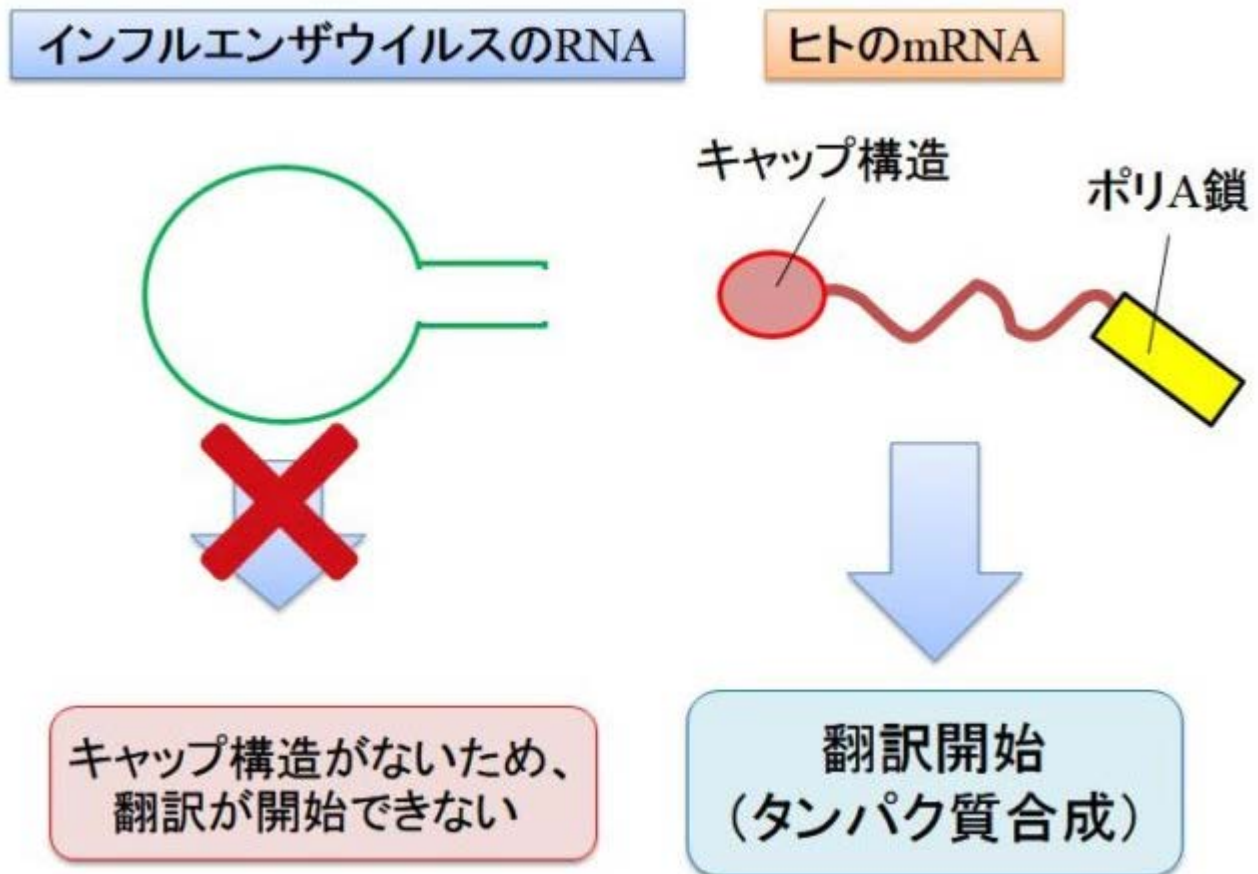 インフルエンザウイルスのRNA
ヒトのmRNA
キャップ構造
ポリA鎖
キャップ構造がないため、
翻訳が開始できない
翻訳開始
（タンパク質合成）